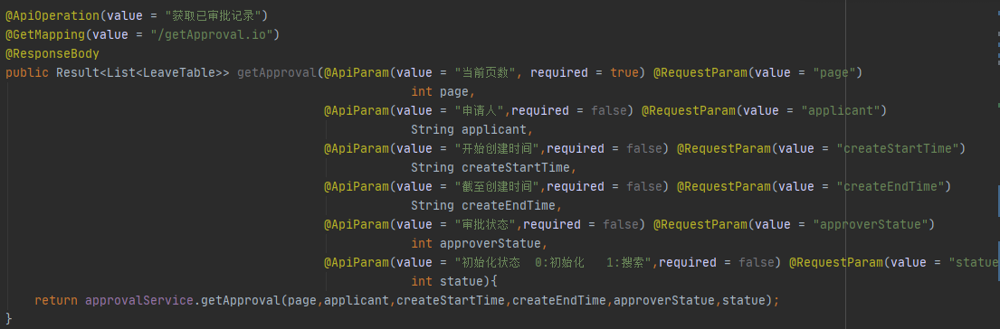 @ApiOperation(value = "获取已审批记录")
@GetMapping(value = "/getApproval.io")
@ResponseBody
public Result<List<LeaveTable>> getApproval(@ApiParam(value = "当前页数", required = true) @RequestParam(value = "page")
int page,
@ApiParam(value = "申请人",required = false) @RequestParam(value = "applicant")
String applicant,
@ApiParam(value = "开始创建时间",required = false) @RequestParam(value = "createStartTime")
String createStartTime,
@ApiParam(value = "截至创建时间",required = false) @RequestParam(value = "createEndTime")
String createEndTime,
@ApiParam(value = "审批状态",required = false) @RequestParam(value = "approverStatue")
int approverStatue,
@ApiParam(value = "初始化状态  0:初始化   1:搜索",required = false) @RequestParam(value = "statue
int statue){
return approvalService.getApproval(page,applicant,createStartTime,createEndTime,approverStatue,statue);
}